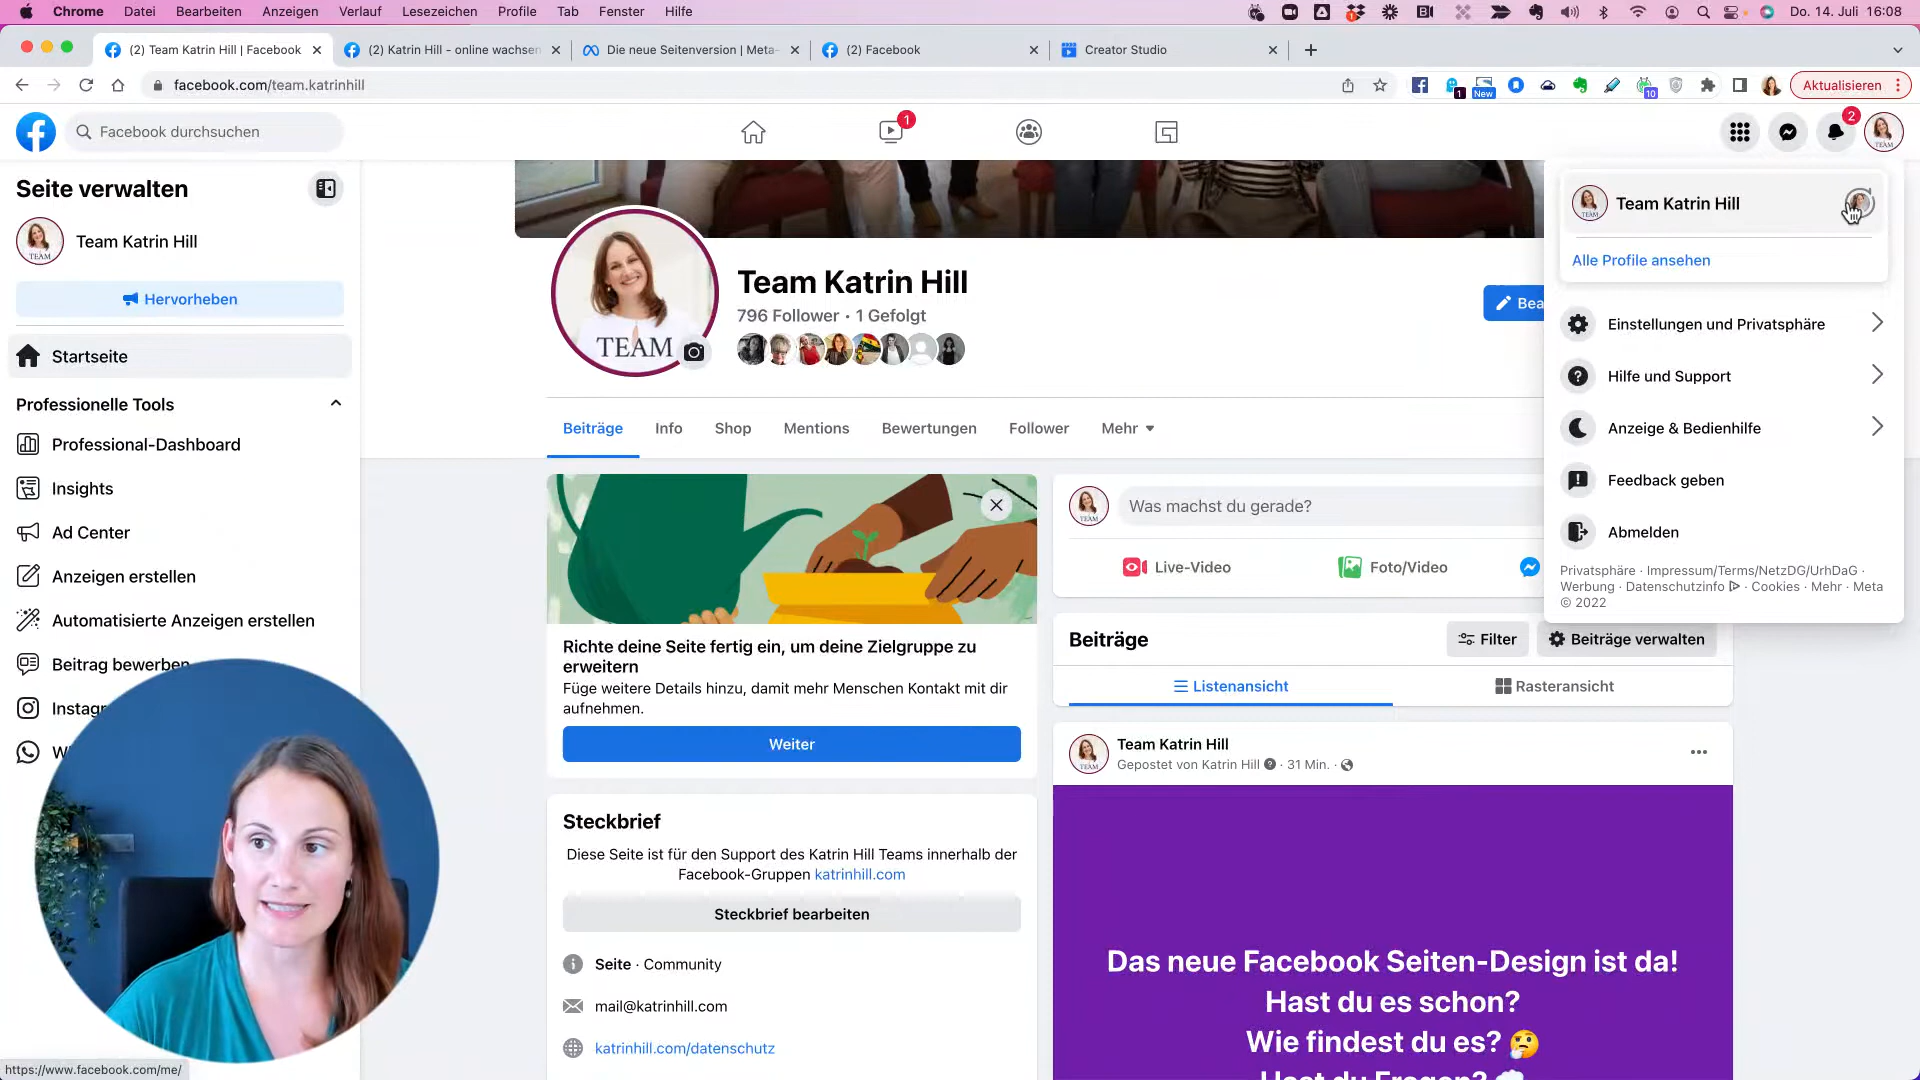 Chrome Datei Bearbeiten Anzeigen Verlauf Lesezeichen Profile Tab Fenster Hilfe Do. 14. Juli 16:08
(2) Team Katrin Hill | Facebook (2) Katrin Hill - online wachsen Die neue Seitenversion | Meta- (2) Facebook Creator Studio
facebook.com/team.katrinhill
1 New 10 Aktualisieren
Facebook durchsuchen
1
2
Seite verwalten
Team Katrin Hill
TEAM
Hervorheben
Startseite
Professionelle Tools
Professional-Dashboard
Insights
Ad Center
Anzeigen erstellen
Automatisierte Anzeigen erstellen
Beitrag bewerben
Instag
W
TEAM
Team Katrin Hill
796 Follower · 1 Gefolgt
Bea
Beiträge Info Shop Mentions Bewertungen Follower Mehr
Richte deine Seite fertig ein, um deine Zielgruppe zu
erweitern
Füge weitere Details hinzu, damit mehr Menschen Kontakt mit dir
aufnehmen.
Weiter
Steckbrief
Diese Seite ist für den Support des Katrin Hill Teams innerhalb der
Facebook-Gruppen katrinhill.com
Steckbrief bearbeiten
Seite · Community
mail@katrinhill.com
katrinhill.com/datenschutz
Was machst du gerade?
Live-Video Foto/Video
Beiträge Filter Beiträge verwalten
Listenansicht Rasteransicht
Team Katrin Hill
Gepostet von Katrin Hill · 31 Min. ·
Das neue Facebook Seiten-Design ist da!
Hast du es schon?
Wie findest du es? 🤔
Hast du Fragen?
Team Katrin Hill
Alle Profile ansehen
Einstellungen und Privatsphäre
Hilfe und Support
Anzeige & Bedienhilfe
Feedback geben
Abmelden
Privatsphäre · Impressum/Terms/NetzDG/UrhDaG ·
Werbung · Datenschutzinfo · Cookies · Mehr · Meta
© 2022
https://www.facebook.com/me/